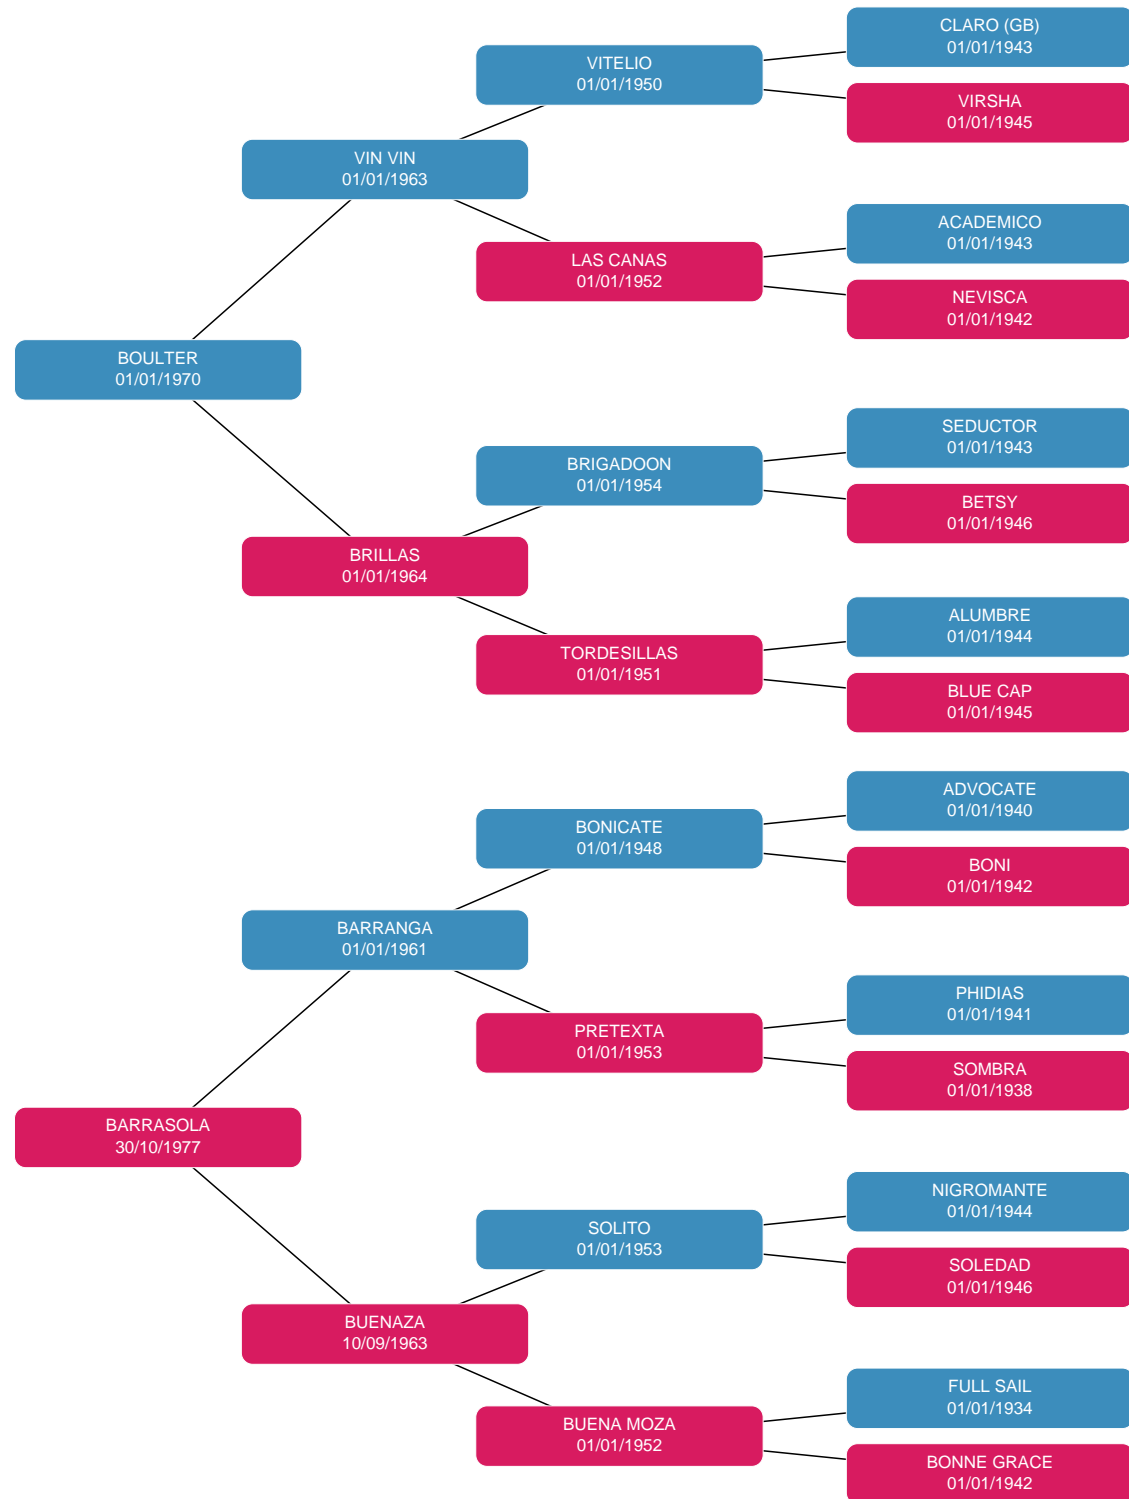 CLARO (GB)
01/01/1943
VITELIO
01/01/1950
VIRSHA
01/01/1945
VIN VIN
01/01/1963
ACADEMICO
01/01/1943
LAS CANAS
01/01/1952
NEVISCA
01/01/1942
BOULTER
01/01/1970
SEDUCTOR
01/01/1943
BRIGADOON
01/01/1954
BETSY
01/01/1946
BRILLAS
01/01/1964
ALUMBRE
01/01/1944
TORDESILLAS
01/01/1951
BLUE CAP
01/01/1945
ADVOCATE
01/01/1940
BONICATE
01/01/1948
BONI
01/01/1942
BARRANGA
01/01/1961
PHIDIAS
01/01/1941
PRETEXTA
01/01/1953
SOMBRA
01/01/1938
BARRASOLA
30/10/1977
NIGROMANTE
01/01/1944
SOLITO
01/01/1953
SOLEDAD
01/01/1946
BUENAZA
10/09/1963
FULL SAIL
01/01/1934
BUENA MOZA
01/01/1952
BONNE GRACE
01/01/1942